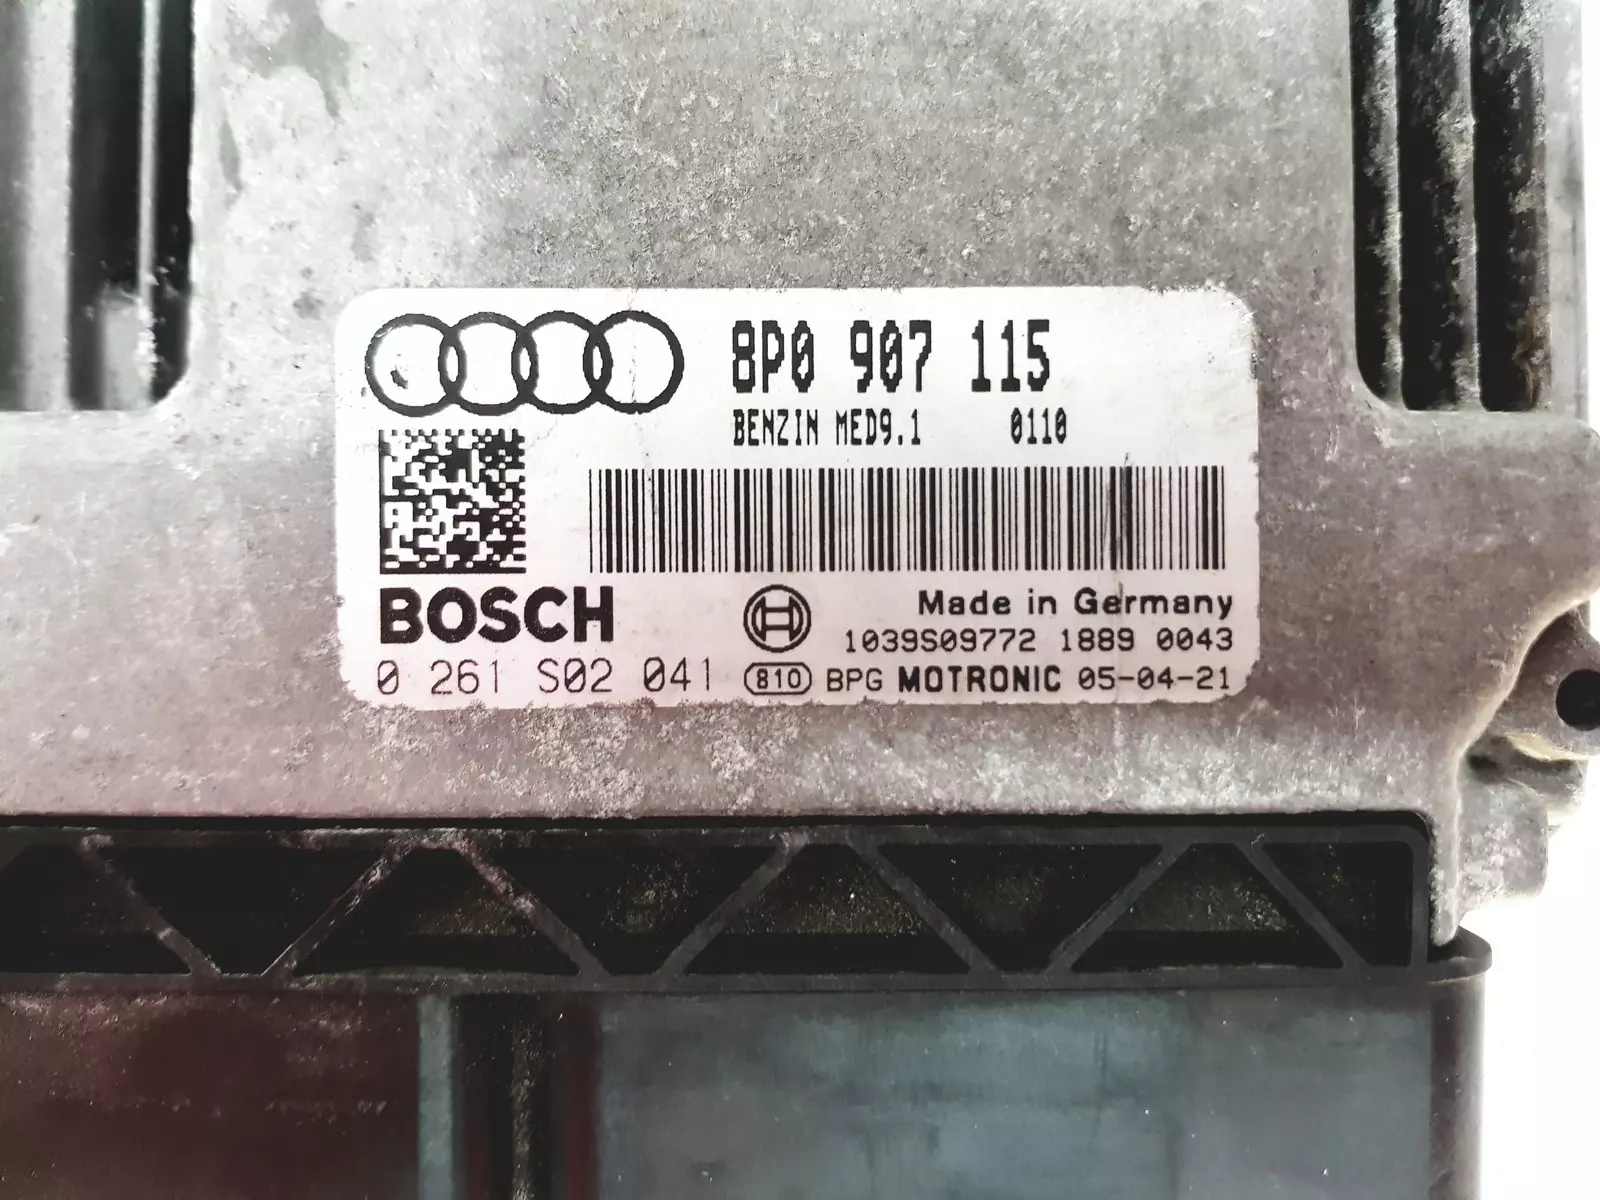 8P0 907 115
BENZIN MED9.1 0110
BOSCH
Made in Germany
1039S09772 1889 0043
0 261 S02 041 810 BPG MOTRONIC 05-04-21